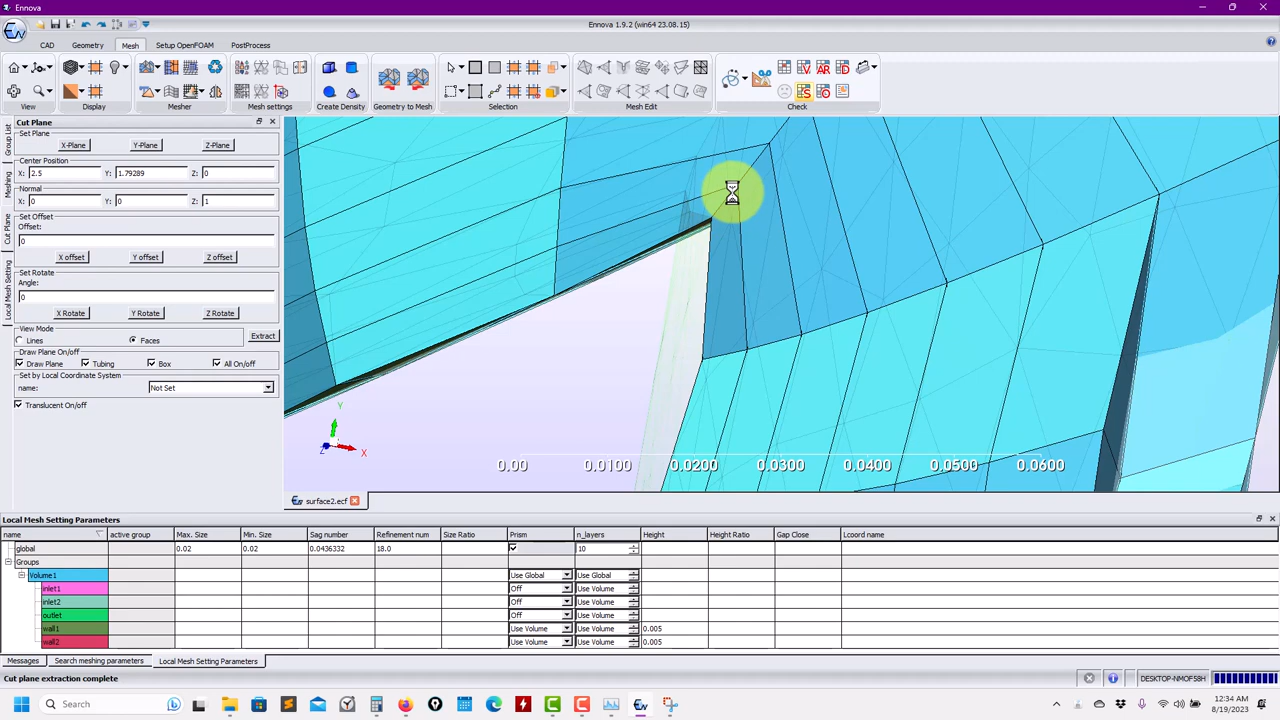 Ennova
Ennova 1.9.2 (win64 23.08.15)
CAD Geometry Mesh Setup OpenFOAM PostProcess
View Display Mesher Mesh settings Create Density Geometry to Mesh Selection Mesh Edit Check
Cut Plane
Set Plane
X-Plane Y-Plane Z-Plane
Center Position
X: 2.5 Y: 1.79289 Z: 0
Normal
X: 0 Y: 0 Z: 1
Set Offset
Offset:
0
X offset Y offset Z offset
Set Rotate
Angle:
0
X Rotate Y Rotate Z Rotate
View Mode
Lines Faces Extract
Draw Plane On/off
Draw Plane Tubing Box All On/off
Set by Local Coordinate System
name: Not Set
Translucent On/off
Group List
Meshing
Cut Plane
Local Mesh Setting
Y
Z X
0.00 0.0100 0.0200 0.0300 0.0400 0.0500 0.0600
surface2.ecf
Local Mesh Setting Parameters
name active group Max. Size Min. Size Sag number Refinement num Size Ratio Prism n_layers Height Height Ratio Gap Close Lcoord name
global 0.02 0.02 0.0436332 18.0 10
Groups
Volume1 Use Global Use Global
inlet1 Off Use Volume
inlet2 Off Use Volume
outlet Off Use Volume
wall1 Use Volume Use Volume 0.005
wall2 Use Volume Use Volume 0.005
Messages Search meshing parameters Local Mesh Setting Parameters
Cut plane extraction complete DESKTOP-NMOF5BH
Search
12:34 AM
8/19/2023